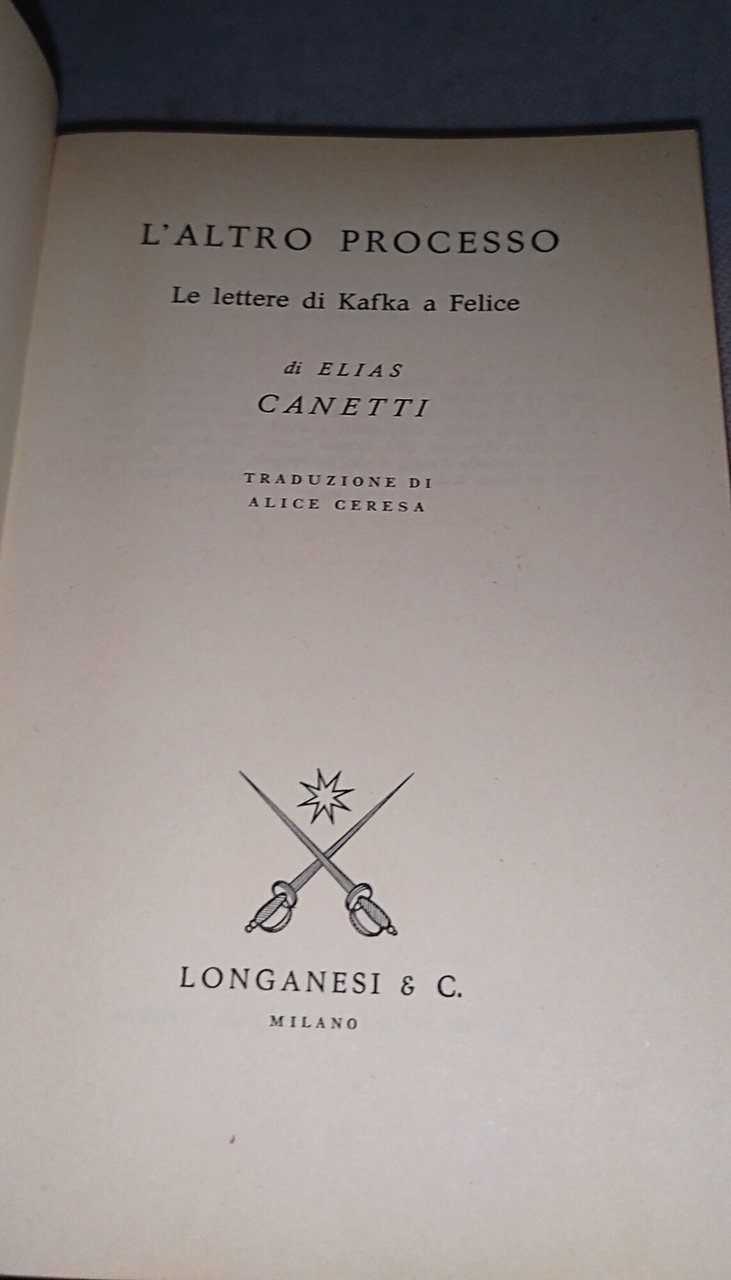 L'ALTRO PROCESSO
Le lettere di Kafka a Felice
di ELIAS
CANETTI
TRADUZIONE DI
ALICE CERESA
LONGANESI & C.
MILANO